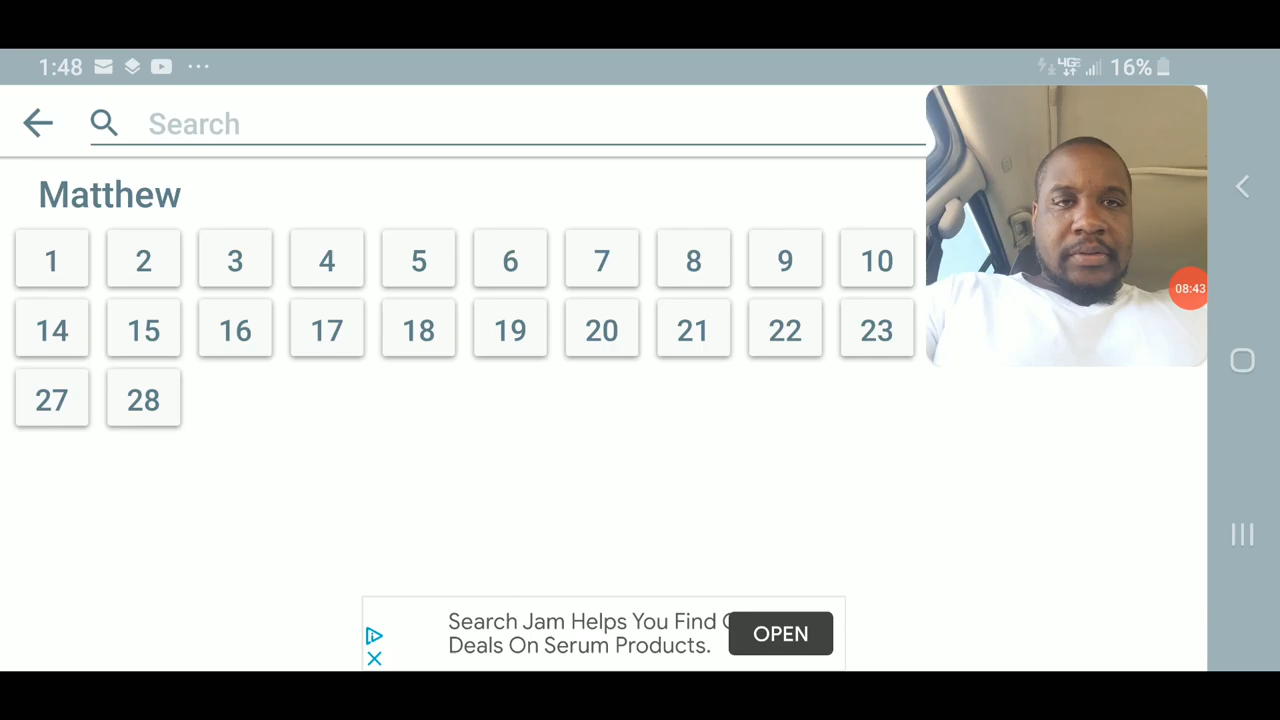 1:48 ... 4GE 16%
Search
Matthew
1 2 3 4 5 6 7 8 9 10
14 15 16 17 18 19 20 21 22 23
27 28
08:43
Search Jam Helps You Find
Deals On Serum Products.
OPEN